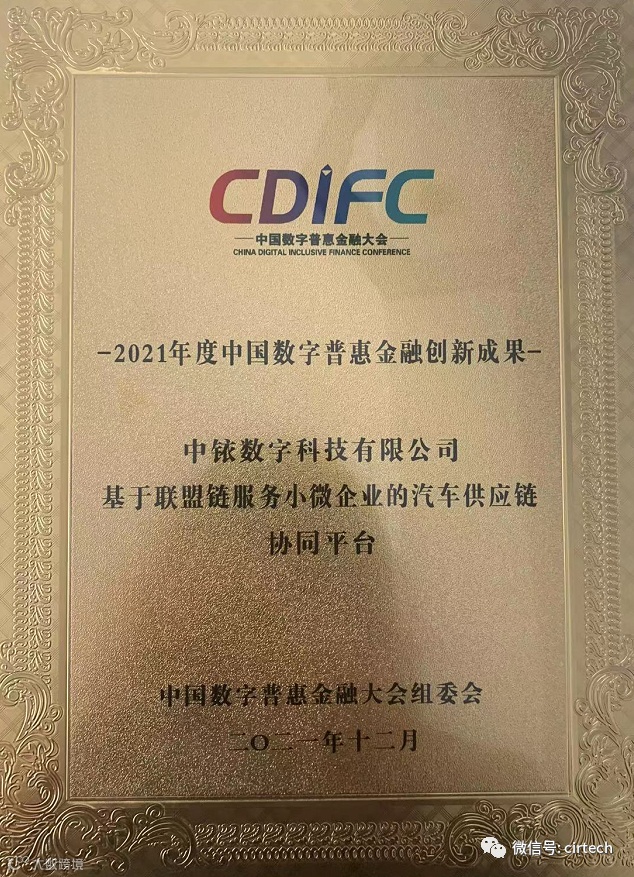 CDIFC
中国数字普惠金融大会
CHINA DIGITAL INCLUSIVE FINANCE CONFERENCE
-2021年度中国数字普惠金融创新成果-
中铱数字科技有限公司
基于联盟链服务小微企业的汽车供应链
协同平台
中国数字普惠金融大会组委会
二〇二一年十二月
微信号: cirtech
大数跨境